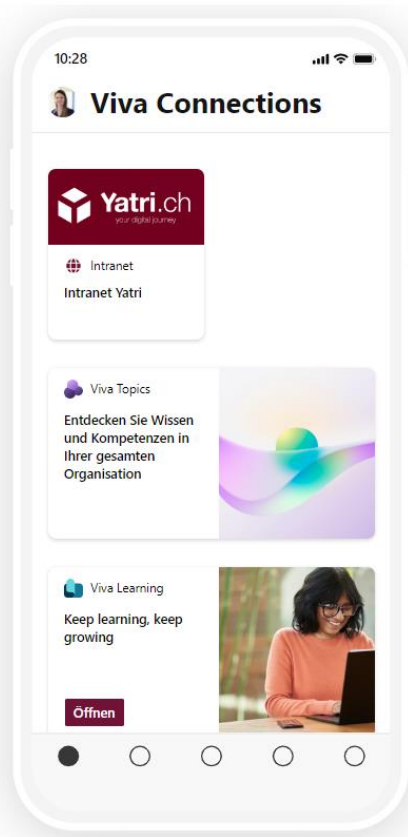 10:28
Viva Connections
Yatri.ch
your digital journey
Intranet
Intranet Yatri
Viva Topics
Entdecken Sie Wissen
und Kompetenzen in
Ihrer gesamten
Organisation
Viva Learning
Keep learning, keep
growing
Öffnen